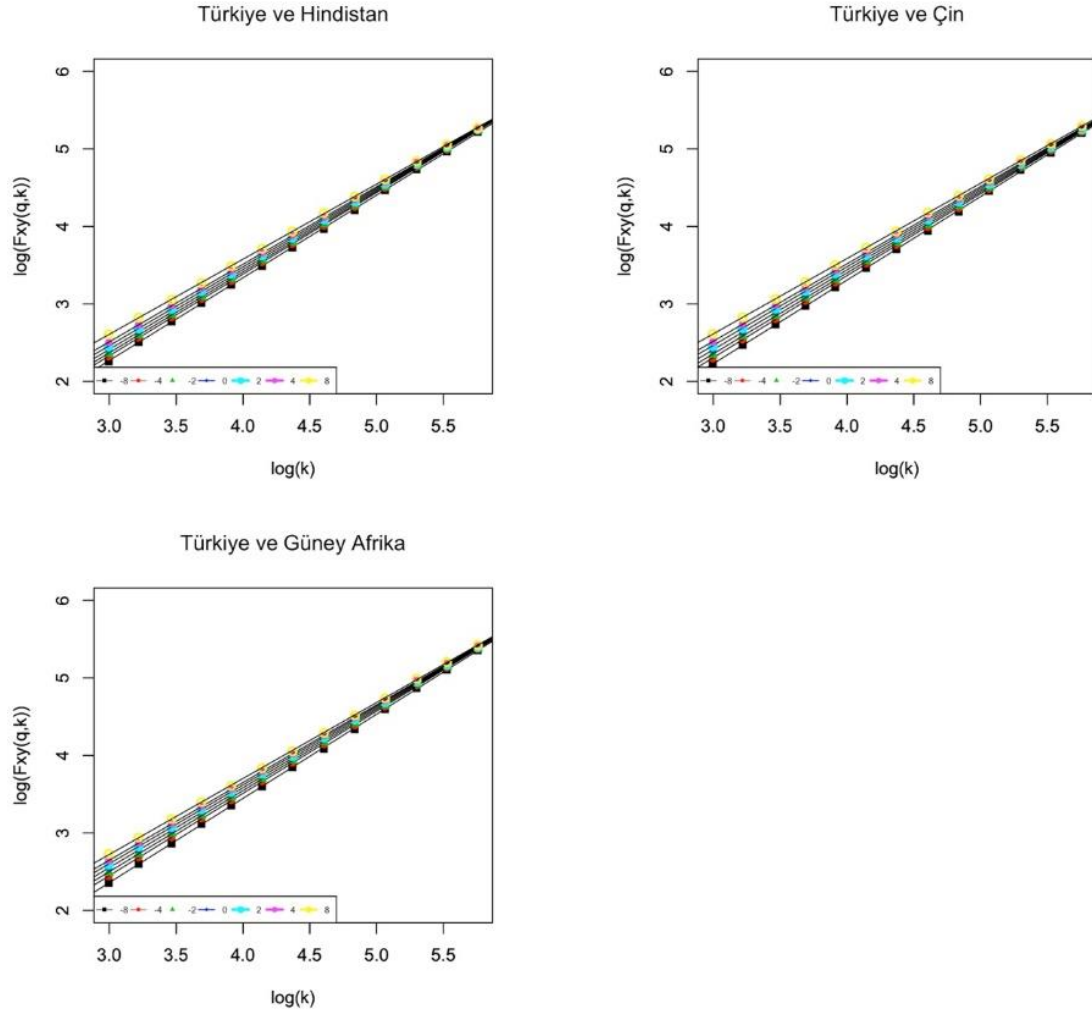 Türkiye ve Hindistan
log(Fxy(q,k))
6
5
4
3
2
-8 -4 -2 0 2 4 8
3.0 3.5 4.0 4.5 5.0 5.5
log(k)
Türkiye ve Çin
log(Fxy(q,k))
6
5
4
3
2
-8 -4 -2 0 2 4 8
3.0 3.5 4.0 4.5 5.0 5.5
log(k)
Türkiye ve Güney Afrika
log(Fxy(q,k))
6
5
4
3
2
-8 -4 -2 0 2 4 8
3.0 3.5 4.0 4.5 5.0 5.5
log(k)